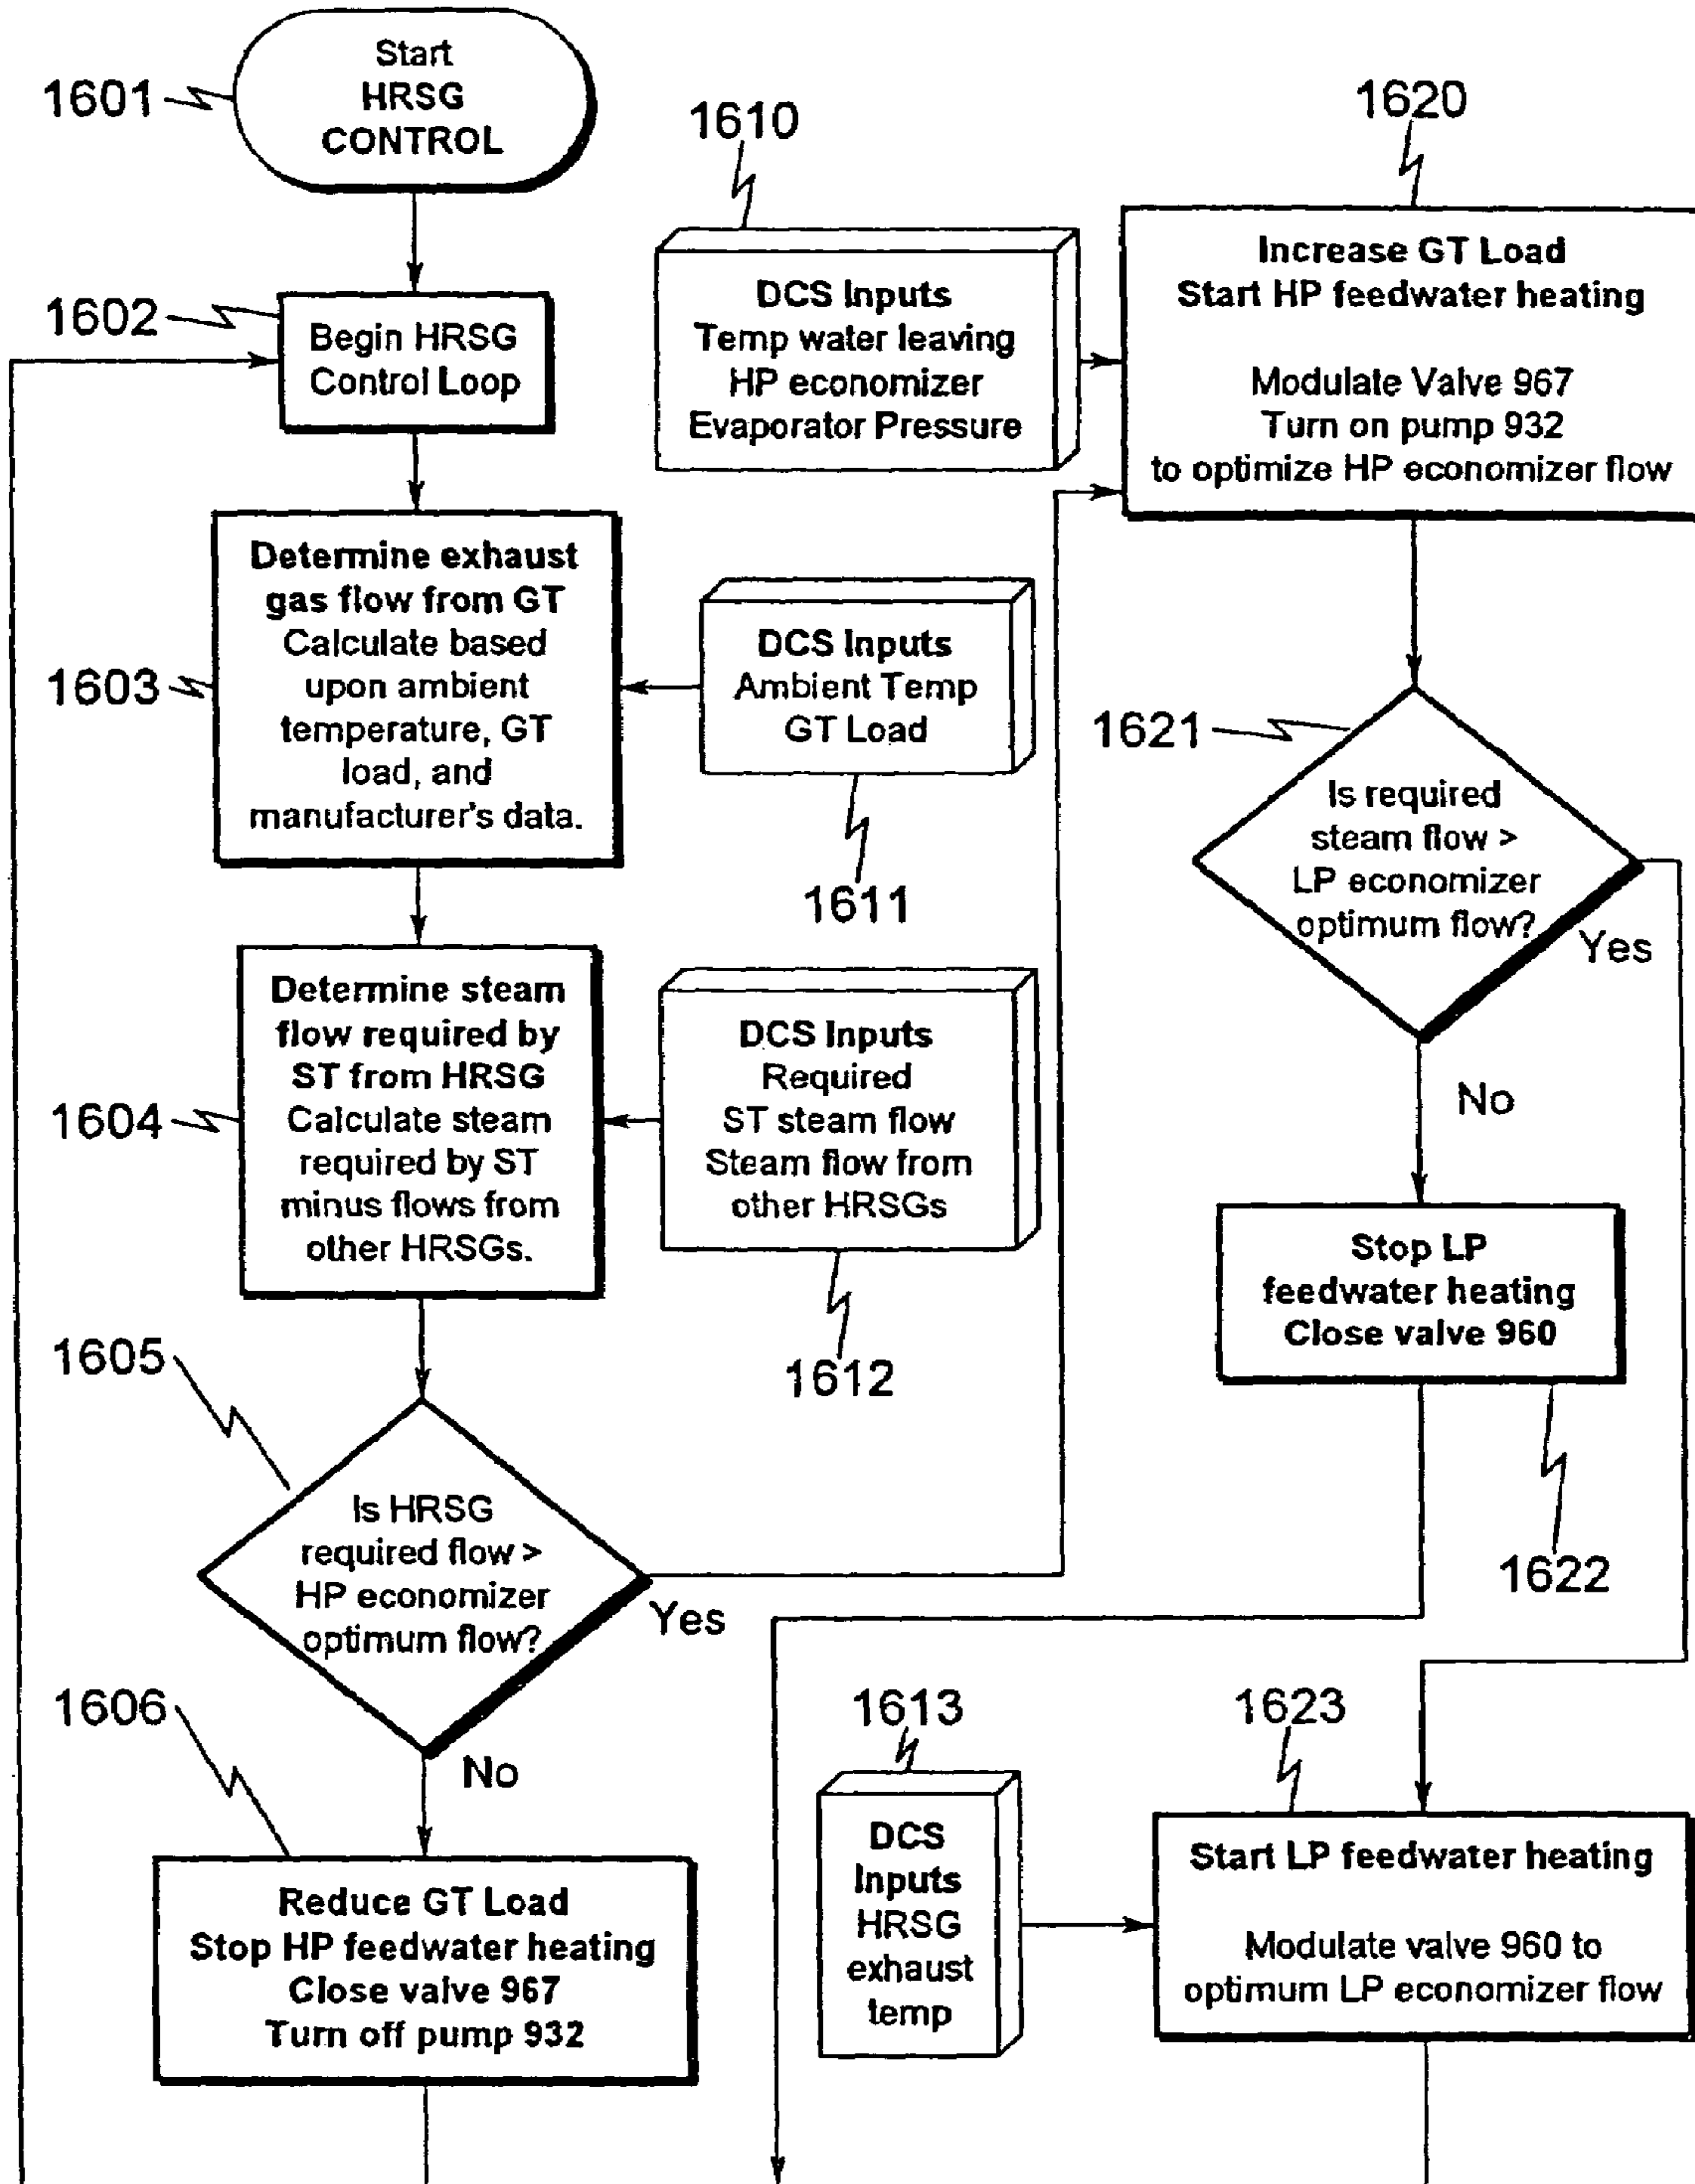 1601
Start
HRSG
CONTROL
1602
Begin HRSG
Control Loop
1603
Determine exhaust
gas flow from GT
Calculate based
upon ambient
temperature, GT
load, and
manufacturer's data.
1604
Determine steam
flow required by
ST from HRSG
Calculate steam
required by ST
minus flows from
other HRSGs.
1605
Is HRSG
required flow >
HP economizer
optimum flow?
Yes
No
1606
Reduce GT Load
Stop HP feedwater heating
Close valve 967
Turn off pump 932
1610
DCS Inputs
Temp water leaving
HP economizer
Evaporator Pressure
DCS Inputs
Ambient Temp
GT Load
1611
DCS Inputs
Required
ST steam flow
Steam flow from
other HRSGs
1612
1620
Increase GT Load
Start HP feedwater heating
Modulate Valve 967
Turn on pump 932
to optimize HP economizer flow
1621
Is required
steam flow >
LP economizer
optimum flow?
Yes
No
Stop LP
feedwater heating
Close valve 960
1622
1613
DCS
Inputs
HRSG
exhaust
temp
1623
Start LP feedwater heating
Modulate valve 960 to
optimum LP economizer flow